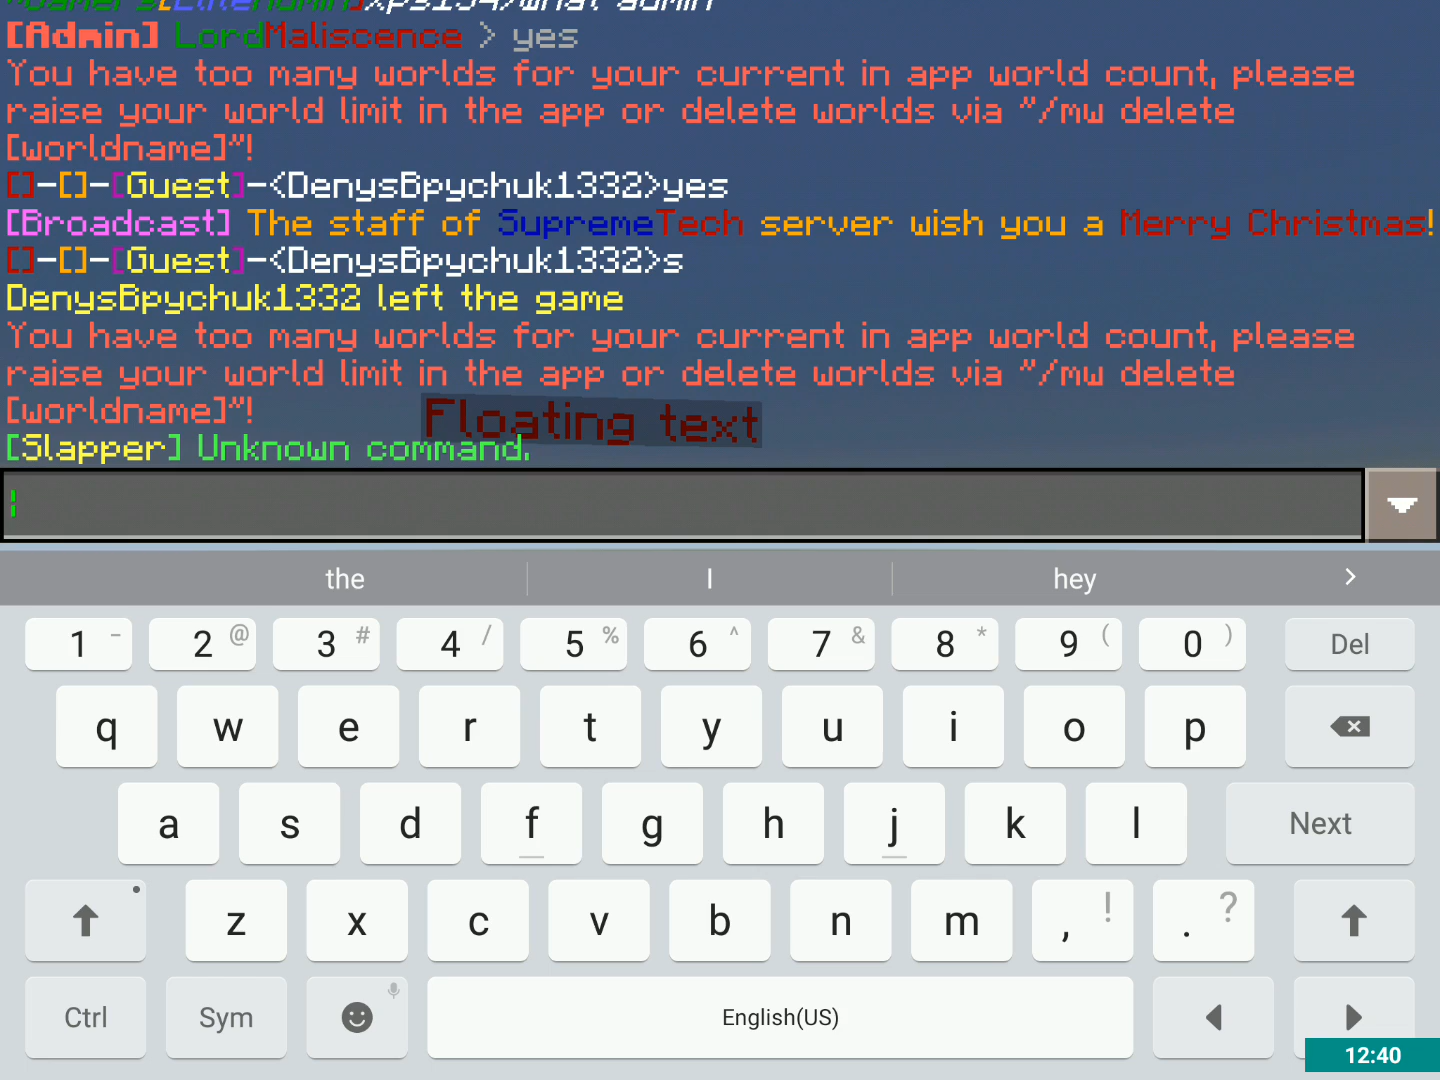 [Admin] LordMaliscence > yes
You have too many worlds for your current in app world count, please
raise your world limit in the app or delete worlds via "/mw delete
[worldname]"!
[]-[]-[Guest]-<DenysBpychuk1332>yes
[Broadcast] The staff of SupremeTech server wish you a Merry Christmas!
[]-[]-[Guest]-<DenysBpychuk1332>s
DenysBpychuk1332 left the game
You have too many worlds for your current in app world count, please
raise your world limit in the app or delete worlds via "/mw delete
[worldname]"!
Floating text
[Slapper] Unknown command.
the I hey >
1 - 2 @ 3 # 4 / 5 % 6 ^ 7 & 8 * 9 ( 0 ) Del
q w e r t y u i o p
a s d f g h j k l Next
z x c v b n m , ! . ?
Ctrl Sym English(US)
12:40